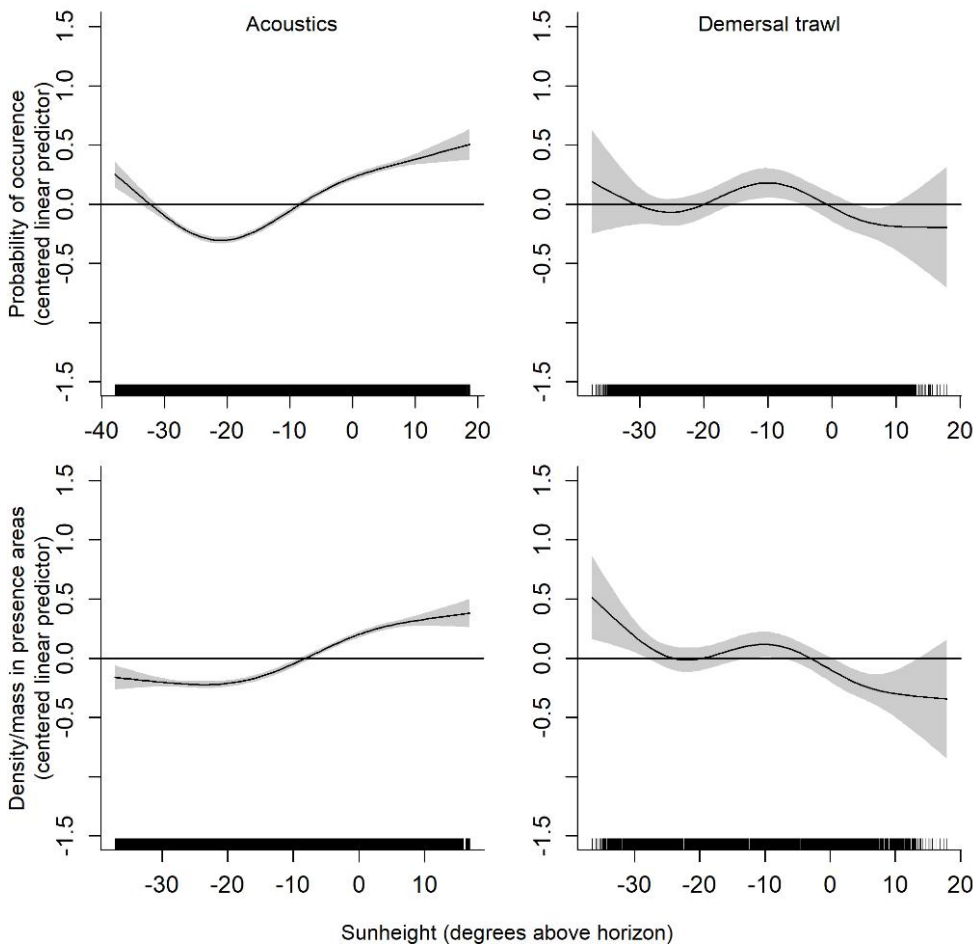 Acoustics
Demersal trawl
Probability of occurence
(centered linear predictor)
1.5
1.0
0.5
0.0
-0.5
-1.5
-40 -30 -20 -10 0 10 20
1.5
1.0
0.5
0.0
-0.5
-1.5
-30 -20 -10 0 10 20
Density/mass in presence areas
(centered linear predictor)
1.5
1.0
0.5
0.0
-0.5
-1.5
-30 -20 -10 0 10
1.5
1.0
0.5
0.0
-0.5
-1.5
-30 -20 -10 0 10 20
Sunheight (degrees above horizon)